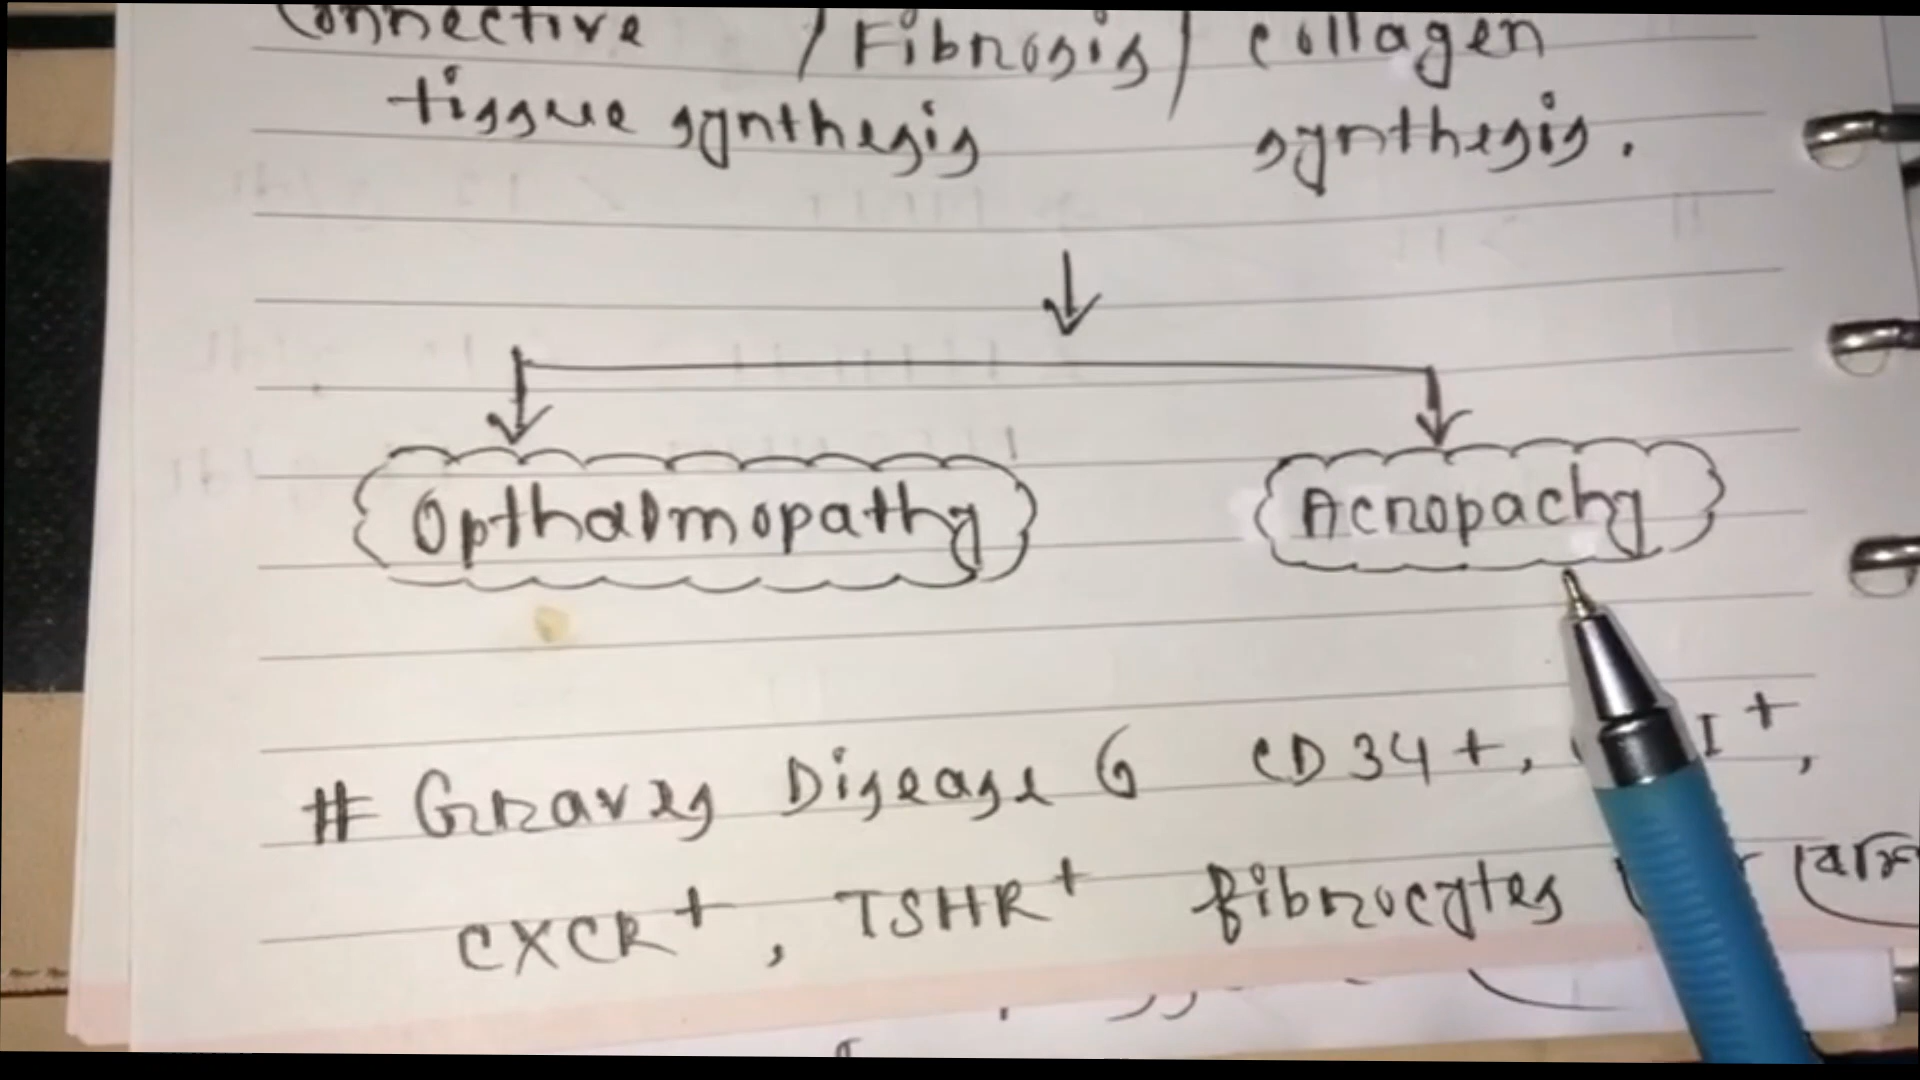 Connective / Fibrosis / collagen
tissue synthesis synthesis.
Opthalmopathy Acropachy
# Graves Disease এ CD34+, I+,
CXCR+, TSHR+ fibrocytes